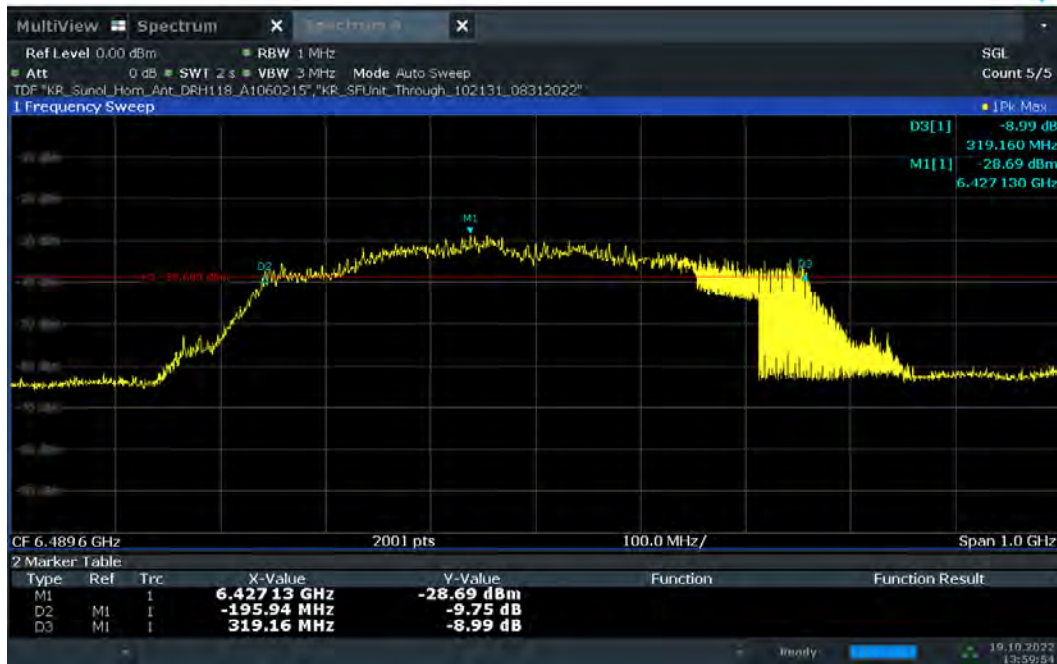 MultiView Spectrum X X
Ref Level 0.00 dBm RBW 1 MHz SGL
Att 0 dB SWT 2 s VBW 3 MHz Mode Auto Sweep Count 5/5
TDF "KR_Sunol_Horn_Ant_DRH118_A1060215","KR_SFUnit_Through_102131_08312022"
1 Frequency Sweep 1Pk Max
D3[1] -8.99 dB
319.160 MHz
M1[1] -28.69 dBm
6.427130 GHz
M1
D2
D3
CF 6.4896 GHz 2001 pts 100.0 MHz/ Span 1.0 GHz
2 Marker Table
Type Ref Trc X-Value Y-Value Function Function Result
M1 1 6.42713 GHz -28.69 dBm
D2 M1 1 -195.94 MHz -9.75 dB
D3 M1 1 319.16 MHz -8.99 dB
Ready 19.10.2022
13:59:54